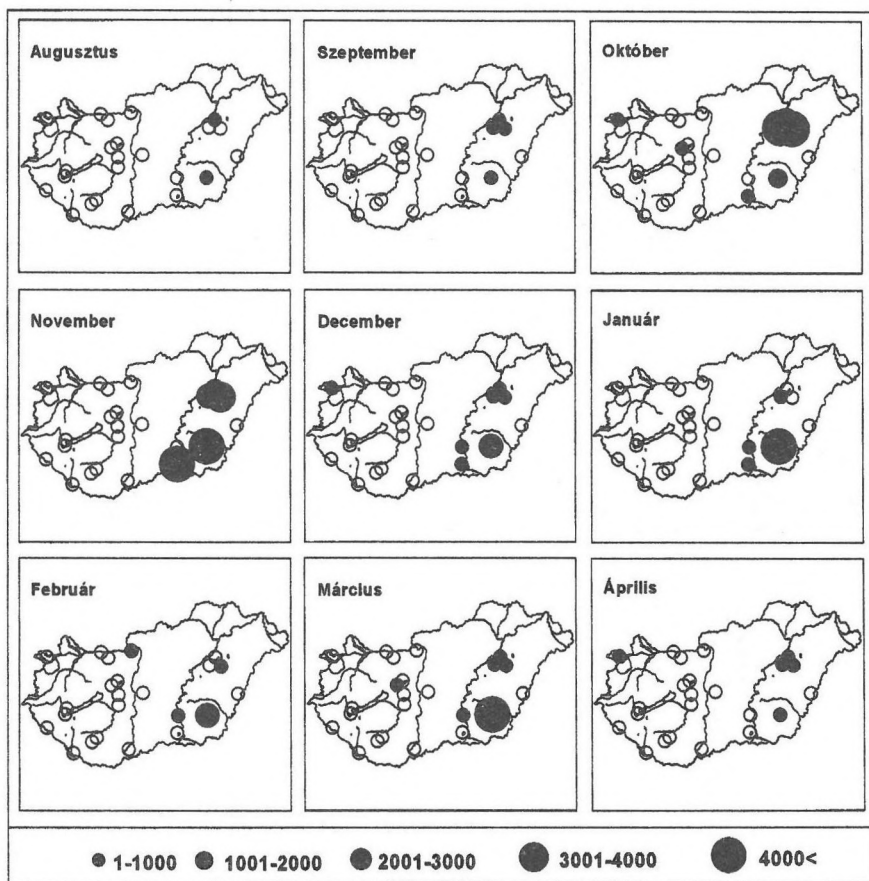 Augusztus
Szeptember
Október
November
December
Január
Február
Március
Április
1-1000 1001-2000 2001-3000 3001-4000 4000<